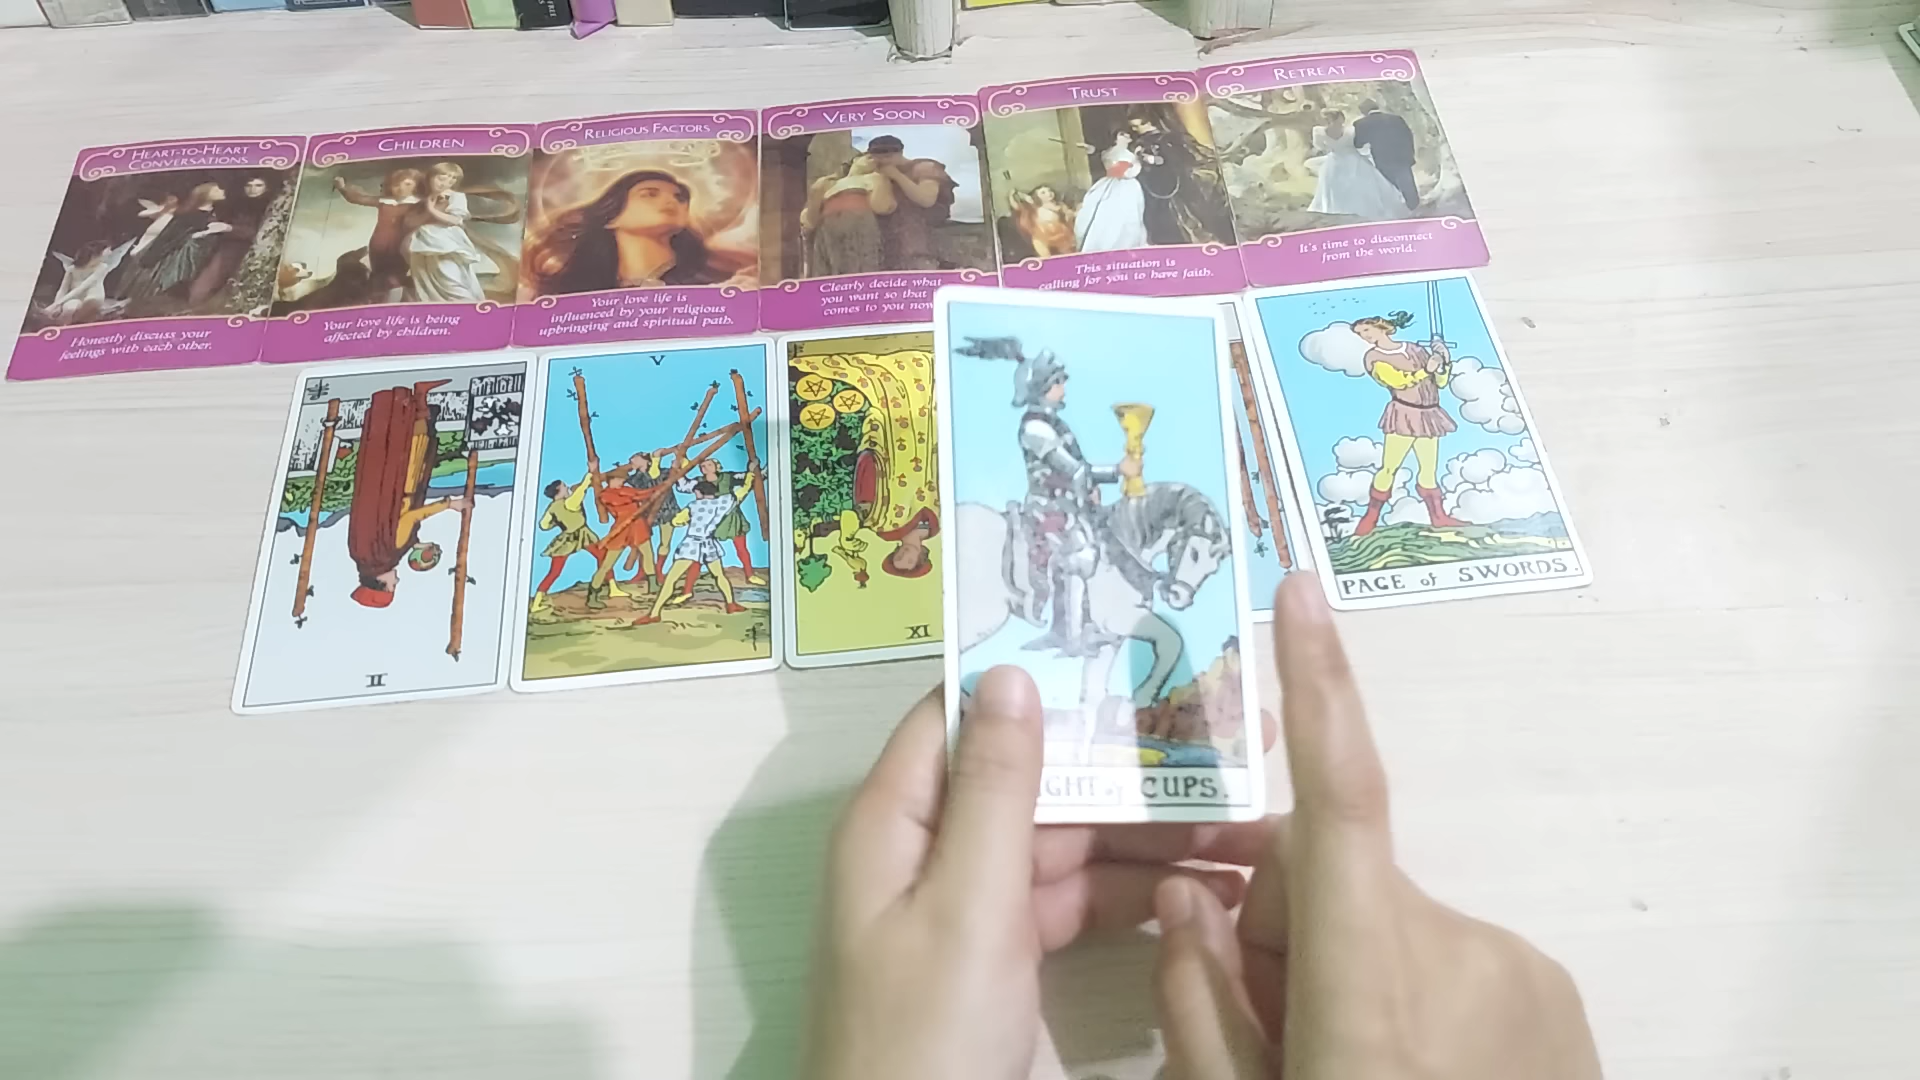 HEART-TO-HEART
CONVERSATIONS
Honestly discuss your
feelings with each other.
CHILDREN
Your love life is being
affected by children.
RELIGIOUS FACTORS
Your love life is
influenced by your religious
upbringing and spiritual path.
VERY SOON
Clearly decide what
you want so that
comes to you now
TRUST
This situation is
calling for you to have faith.
RETREAT
It's time to disconnect
from the world.
II
V
XI
IGHT of CUPS.
PAGE of SWORDS.